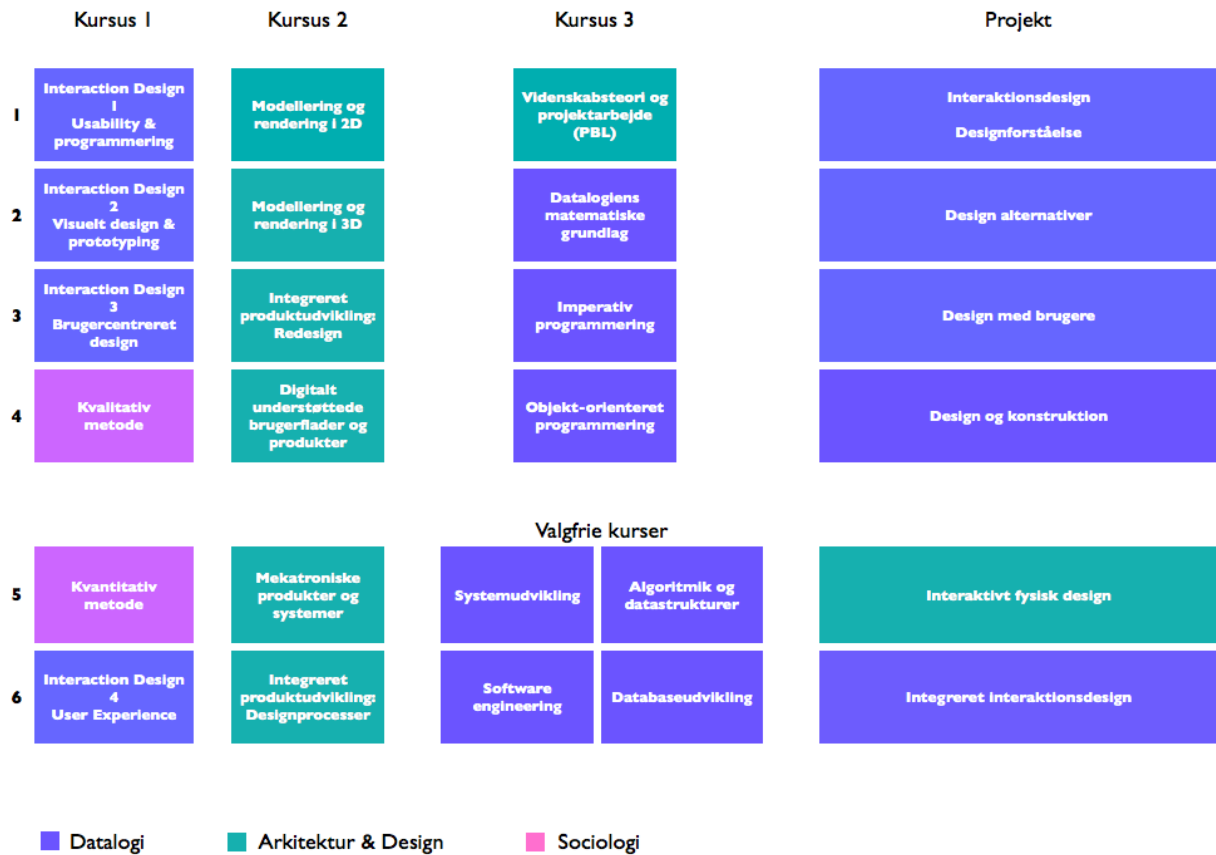 Kursus 1
Kursus 2
Kursus 3
Projekt
1
Interaction Design
1
Usability &
programmering
Modellering og
rendering i 2D
Videnskabsteori og
projektarbejde
(PBL)
Interaktionsdesign
Designforståelse
2
Interaction Design
2
Visuelt design &
prototyping
Modellering og
rendering i 3D
Datalogiens
matematiske
grundlag
Design alternativer
3
Interaction Design
3
Brugercentreret
design
Integreret
produktudvikling:
Redesign
Imperativ
programmering
Design med brugere
4
Kvalitativ
metode
Digitalt
understøttede
brugerflader og
produkter
Objekt-orienteret
programmering
Design og konstruktion
Valgfrie kurser
5
Kvantitativ
metode
Mekatroniske
produkter og
systemer
Systemudvikling
Algoritmik og
datastrukturer
Interaktivt fysisk design
6
Interaction Design
4
User Experience
Integreret
produktudvikling:
Designprocesser
Software
engineering
Databaseudvikling
Integreret interaktionsdesign
Datalogi
Arkitektur & Design
Sociologi